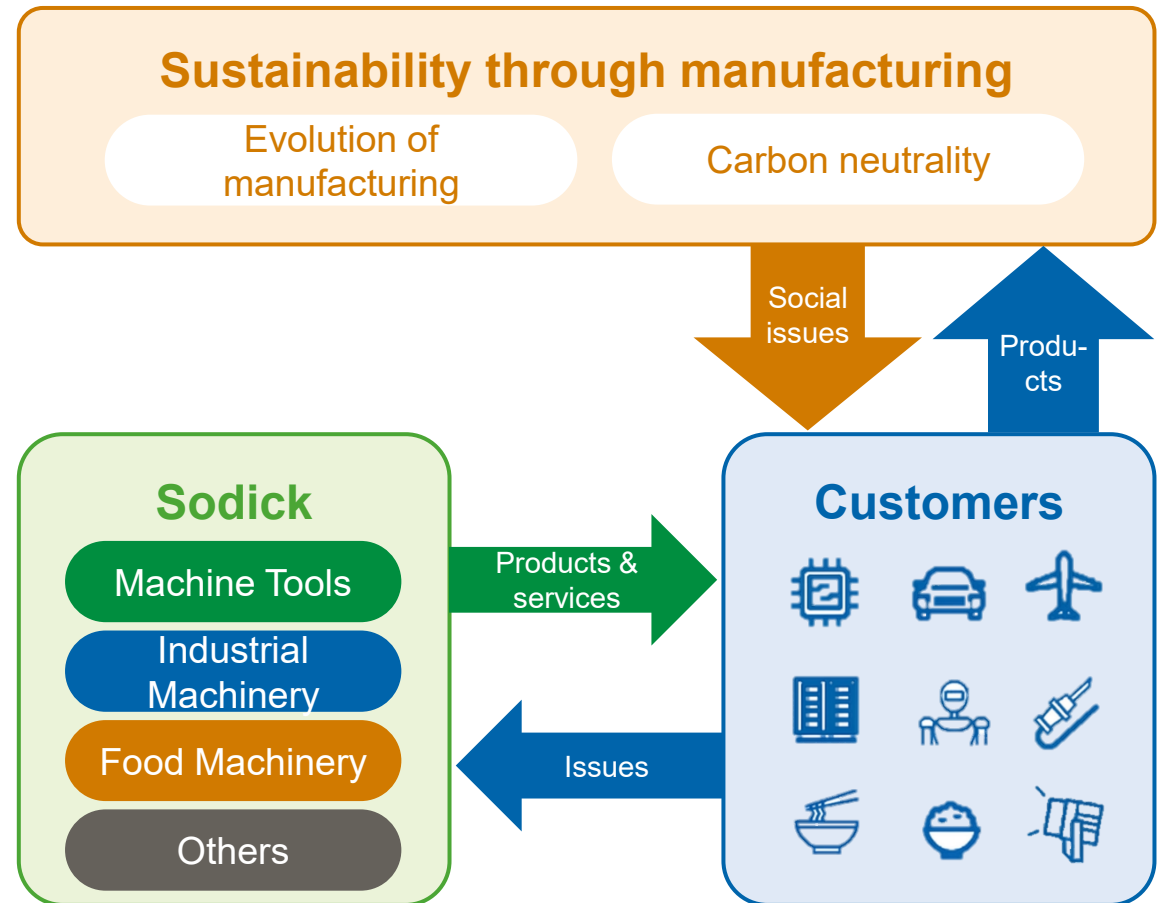 Sustainability through manufacturing
Evolution of
manufacturing
Carbon neutrality
Social
issues
Produ-
cts
Sodick
Machine Tools
Industrial
Machinery
Food Machinery
Others
Products &
services
Issues
Customers